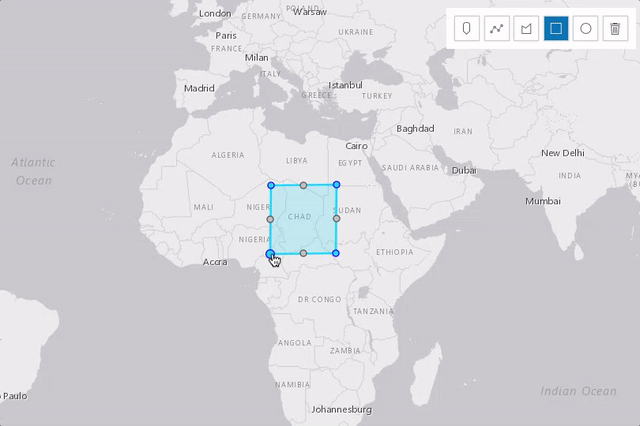 London
POLAND
Warsaw
GERMANY
Paris
UKRAINE
FRANCE
Milan
ITALY
Istanbul
Madrid
GREECE
TURKEY
Baghdad
IRAN
Cairo
New Delhi
ALGERIA
LIBYA
EGYPT
SAUDI ARABIA
Dubai
INDIA
Atlantic
Ocean
Mumbai
MALI
NIGER
CHAD
SUDAN
NIGERIA
ETHIOPIA
Accra
DR CONGO
TANZANIA
ANGOLA
ZAMBIA
NAMIBIA
Indian Ocean
Paulo
Johannesburg